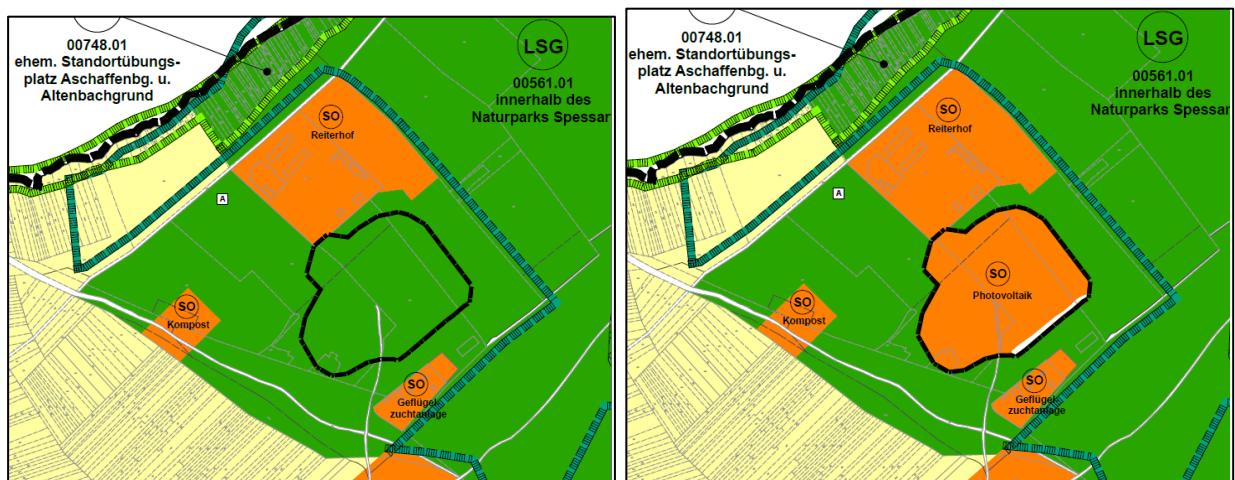 00748.01
ehem. Standortübungs-
platz Aschaffenbg. u.
Altenbachgrund
LSG
00561.01
innerhalb des
Naturparks Spessar
SO
Reiterhof
A
SO
Kompost
SO
Geflügel-
zuchtanlage
00748.01
ehem. Standortübungs-
platz Aschaffenbg. u.
Altenbachgrund
LSG
00561.01
innerhalb des
Naturparks Spessar
SO
Reiterhof
A
SO
Photovoltaik
SO
Kompost
SO
Geflügel-
zuchtanlage